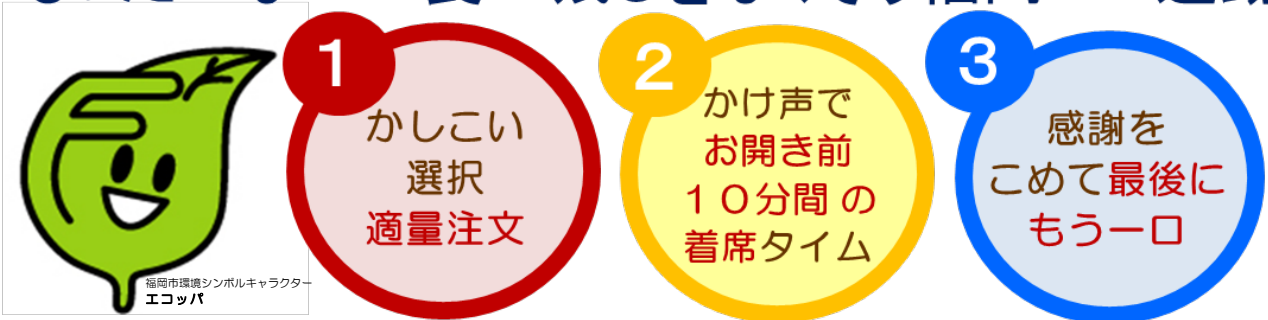 1
かしこい
選択
適量注文
2
かけ声で
お開き前
１０分間 の
着席タイム
3
感謝を
こめて最後に
もう一口
福岡市環境シンボルキャラクター
エコッパ